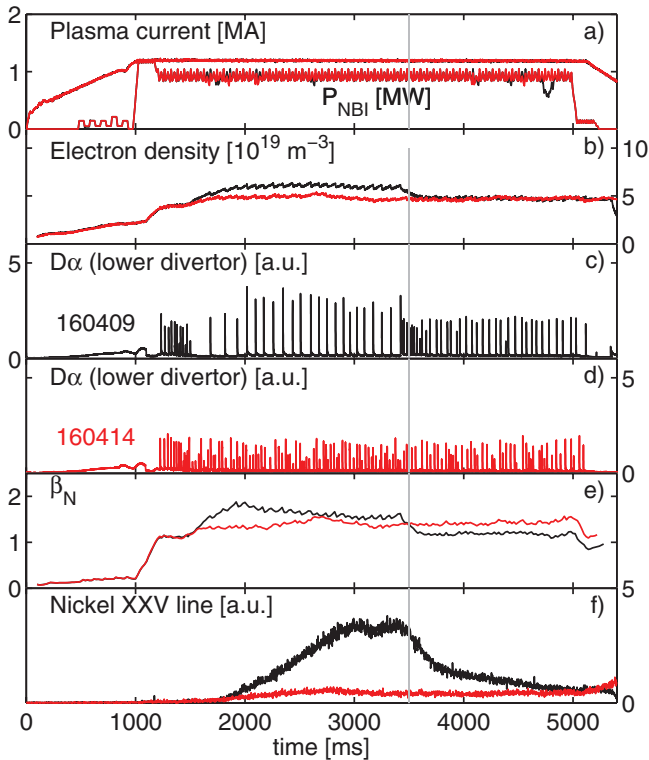 2
Plasma current [MA]
a)
1
P_NBI [MW]
0
Electron density [10^19 m^−3]
b)
10
5
0
5
Dα (lower divertor) [a.u.]
c)
160409
0
Dα (lower divertor) [a.u.]
d)
5
160414
0
2
β_N
e)
1
0
5
Nickel XXV line [a.u.]
f)
0
0 1000 2000 3000 4000 5000
time [ms]